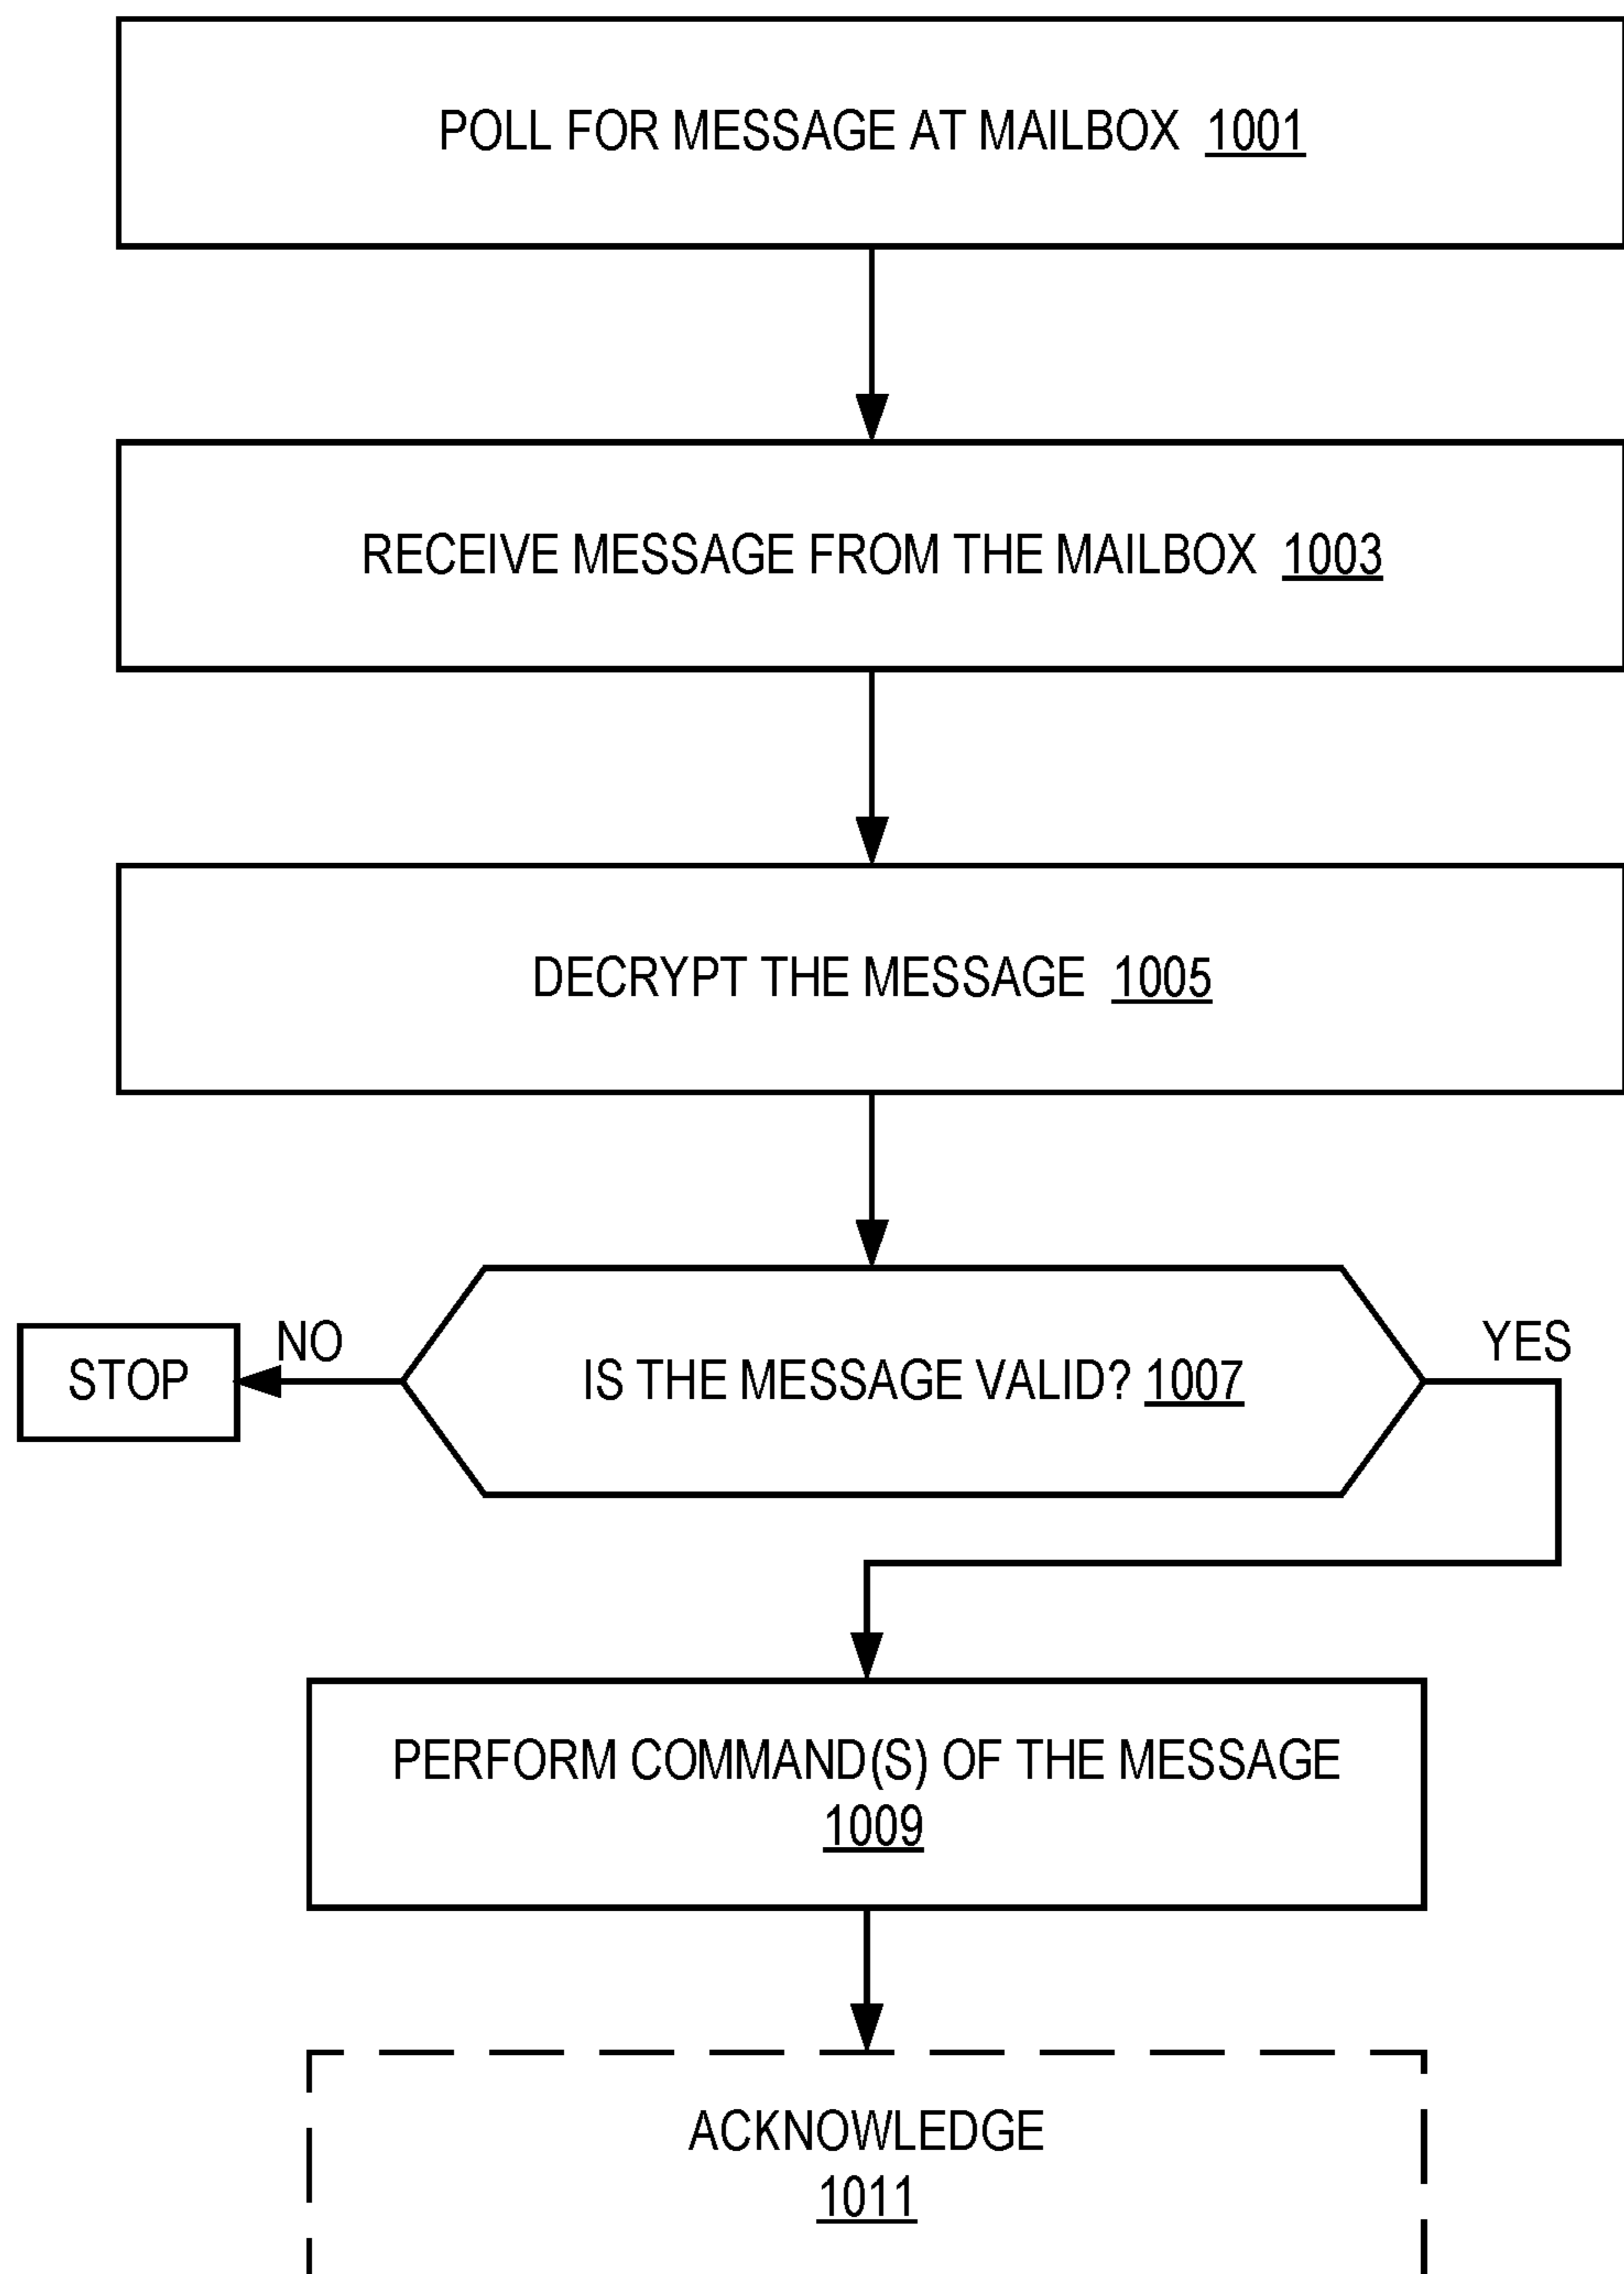 POLL FOR MESSAGE AT MAILBOX 1001
RECEIVE MESSAGE FROM THE MAILBOX 1003
DECRYPT THE MESSAGE 1005
NO
YES
STOP
IS THE MESSAGE VALID? 1007
PERFORM COMMAND(S) OF THE MESSAGE
1009
ACKNOWLEDGE
1011